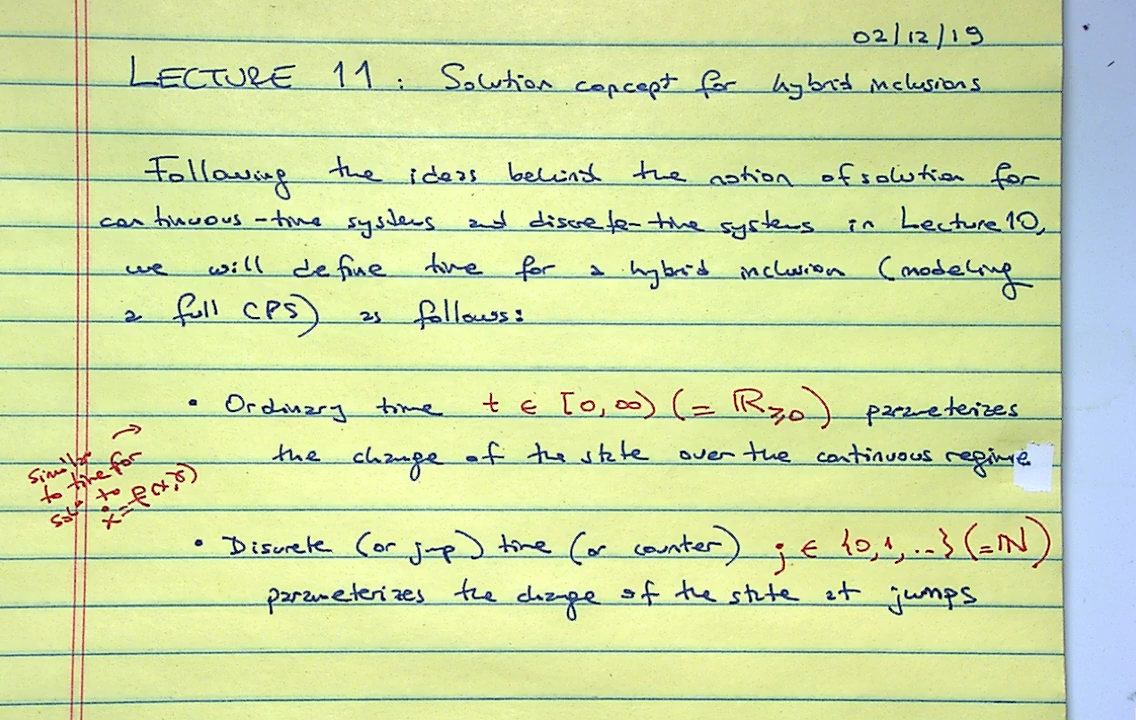 02/12/19
LECTURE 11: Solution concept for hybrid inclusions
Following the ideas behind the notion of solution for
continuous-time systems and discrete-time systems in Lecture 10,
we will define time for a hybrid inclusion (modeling
a full CPS) as follows:
• Ordinary time t ∈ [0,∞) (= ℝ≥0) parameterizes
the change of the state over the continuous regime
similar
to time for
sol^s to
ẋ =
• Discrete (or jump) time (or counter) j ∈ {0,1,...} (=ℕ)
parameterizes the change of the state at jumps